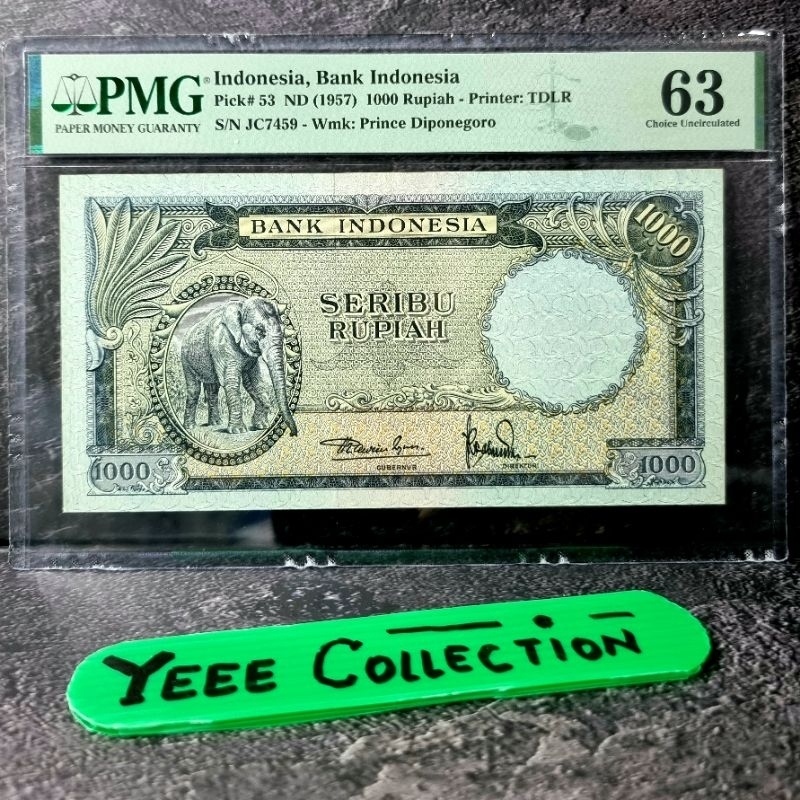 PMG
PAPER MONEY GUARANTY
Indonesia, Bank Indonesia
Pick# 53 ND (1957) 1000 Rupiah - Printer: TDLR
S/N JC7459 - Wmk: Prince Diponegoro
63
Choice Uncirculated
BANK INDONESIA
1000
SERIBU
RUPIAH
GUBERNUR
DIREKTUR
1000
1000
YEEE COLLECTION